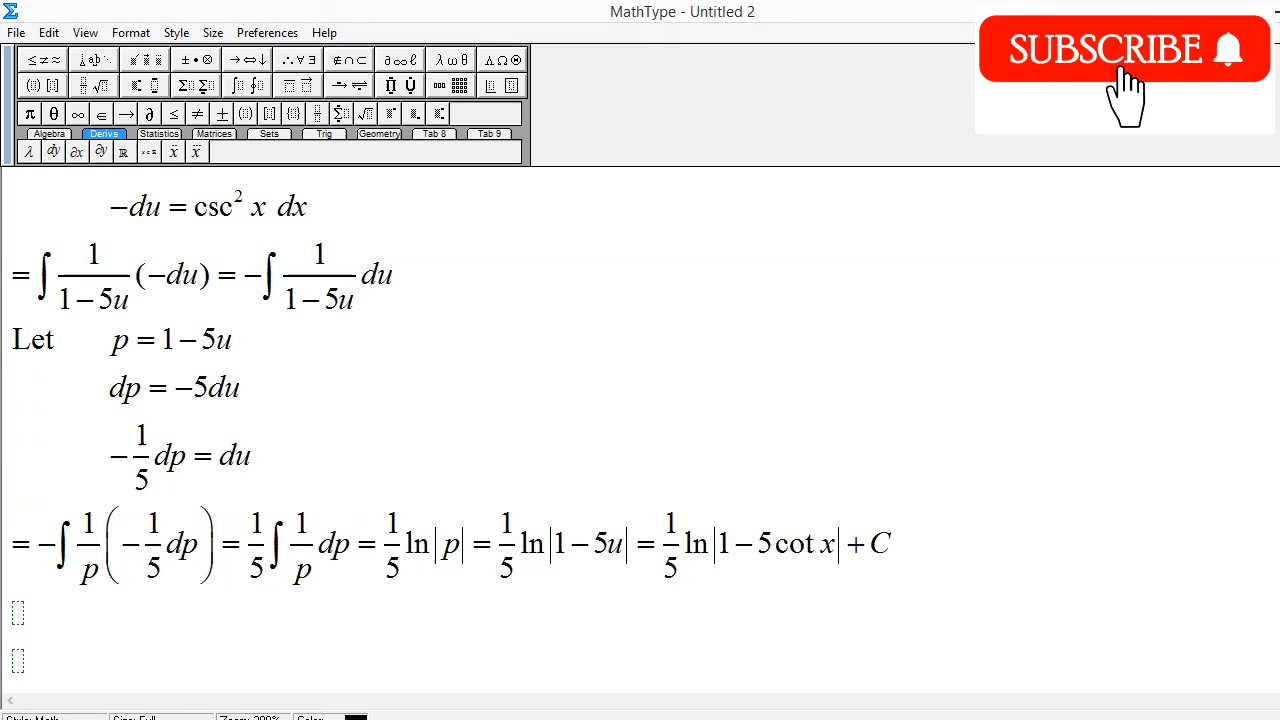 MathType - Untitled 2
SUBSCRIBE
File Edit View Format Style Size Preferences Help
Algebra Derivs Statistics Matrices Sets Trig Geometry Tab 8 Tab 9
−du = csc² x dx
= ∫ 1/(1 − 5u) (−du) = −∫ 1/(1 − 5u) du
Let p = 1 − 5u
dp = −5du
−1/5 dp = du
= −∫ 1/p (−1/5 dp) = 1/5 ∫ 1/p dp = 1/5 ln|p| = 1/5 ln|1 − 5u| = 1/5 ln|1 − 5 cot x| + C